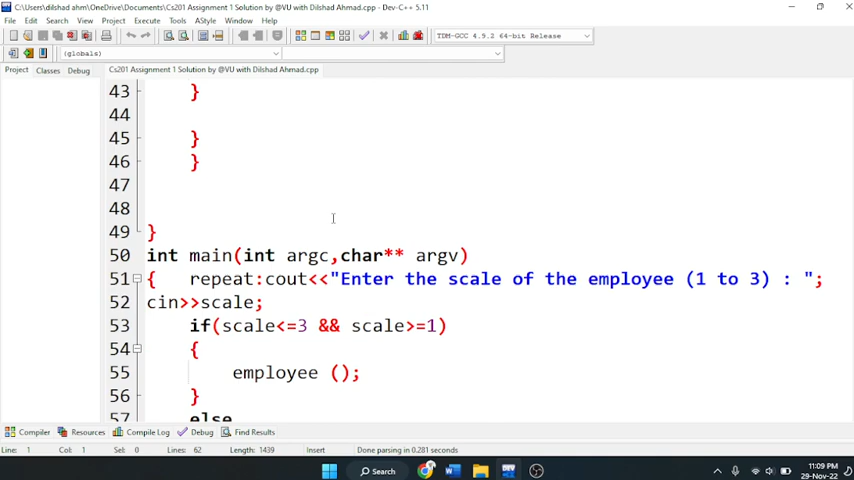 C:\Users\dilshad ahm\OneDrive\Documents\Cs201 Assignment 1 Solution by @VU with Dilshad Ahmad.cpp - Dev-C++ 5.11
File Edit Search View Project Execute Tools AStyle Window Help
TDM-GCC 4.9.2 64-bit Release
(globals)
Project Classes Debug Cs201 Assignment 1 Solution by @VU with Dilshad Ahmad.cpp
43 }
44
45 }
46 }
47
48
49 }
50 int main(int argc,char** argv)
51 { repeat:cout<<"Enter the scale of the employee (1 to 3) : ";
52 cin>>scale;
53 if(scale<=3 && scale>=1)
54 {
55 employee ();
56 }
57 else
Compiler Resources Compile Log Debug Find Results
Line: 1 Col: 1 Sel: 0 Lines: 62 Length: 1439 Insert Done parsing in 0.281 seconds
Search
11:09 PM
29-Nov-22